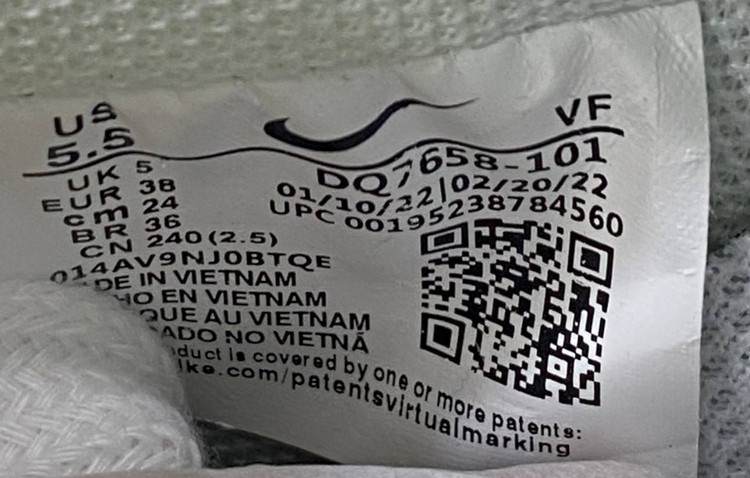 US
5.5
UK 5
EUR 38
cm 24
BR 36
CN 240 (2.5)
VF
DQ7658-101
01/10/22|02/20/22
UPC 00195238784560
014AV9NJ0BTQE
DE IN VIETNAM
HO EN VIETNAM
QUE AU VIETNAM
ADO NO VIETNÃ
duct is covered by one or more patents:
ike.com/patentsvirtualmarking